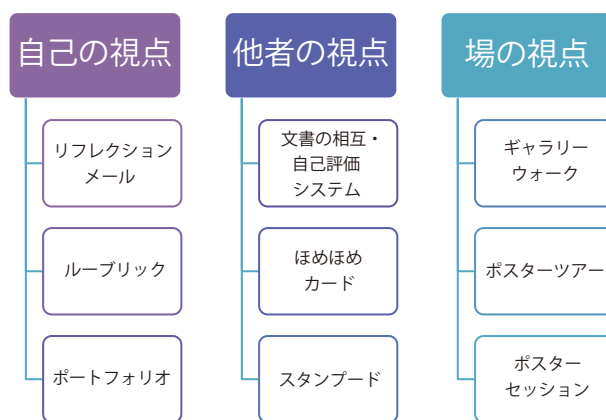 自己の視点
リフレクション
メール
ルーブリック
ポートフォリオ
他者の視点
文書の相互・
自己評価
システム
ほめほめ
カード
スタンプード
場の視点
ギャラリー
ウォーク
ポスターツアー
ポスター
セッション